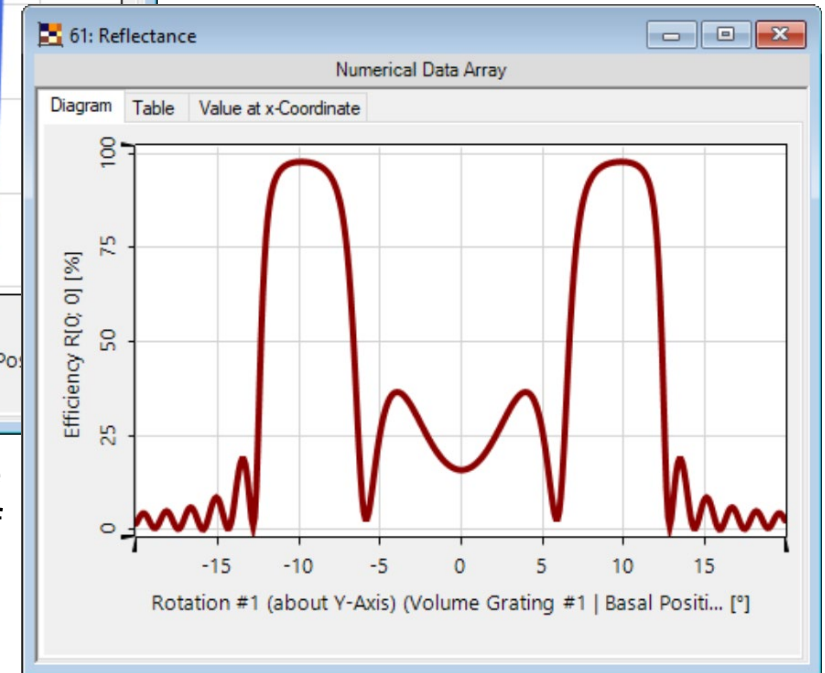 61: Reflectance
Numerical Data Array
Diagram Table Value at x-Coordinate
Efficiency R[0; 0] [%]
100
75
50
25
0
-15 -10 -5 0 5 10 15
Rotation #1 (about Y-Axis) (Volume Grating #1 | Basal Positi... [°]
Pos